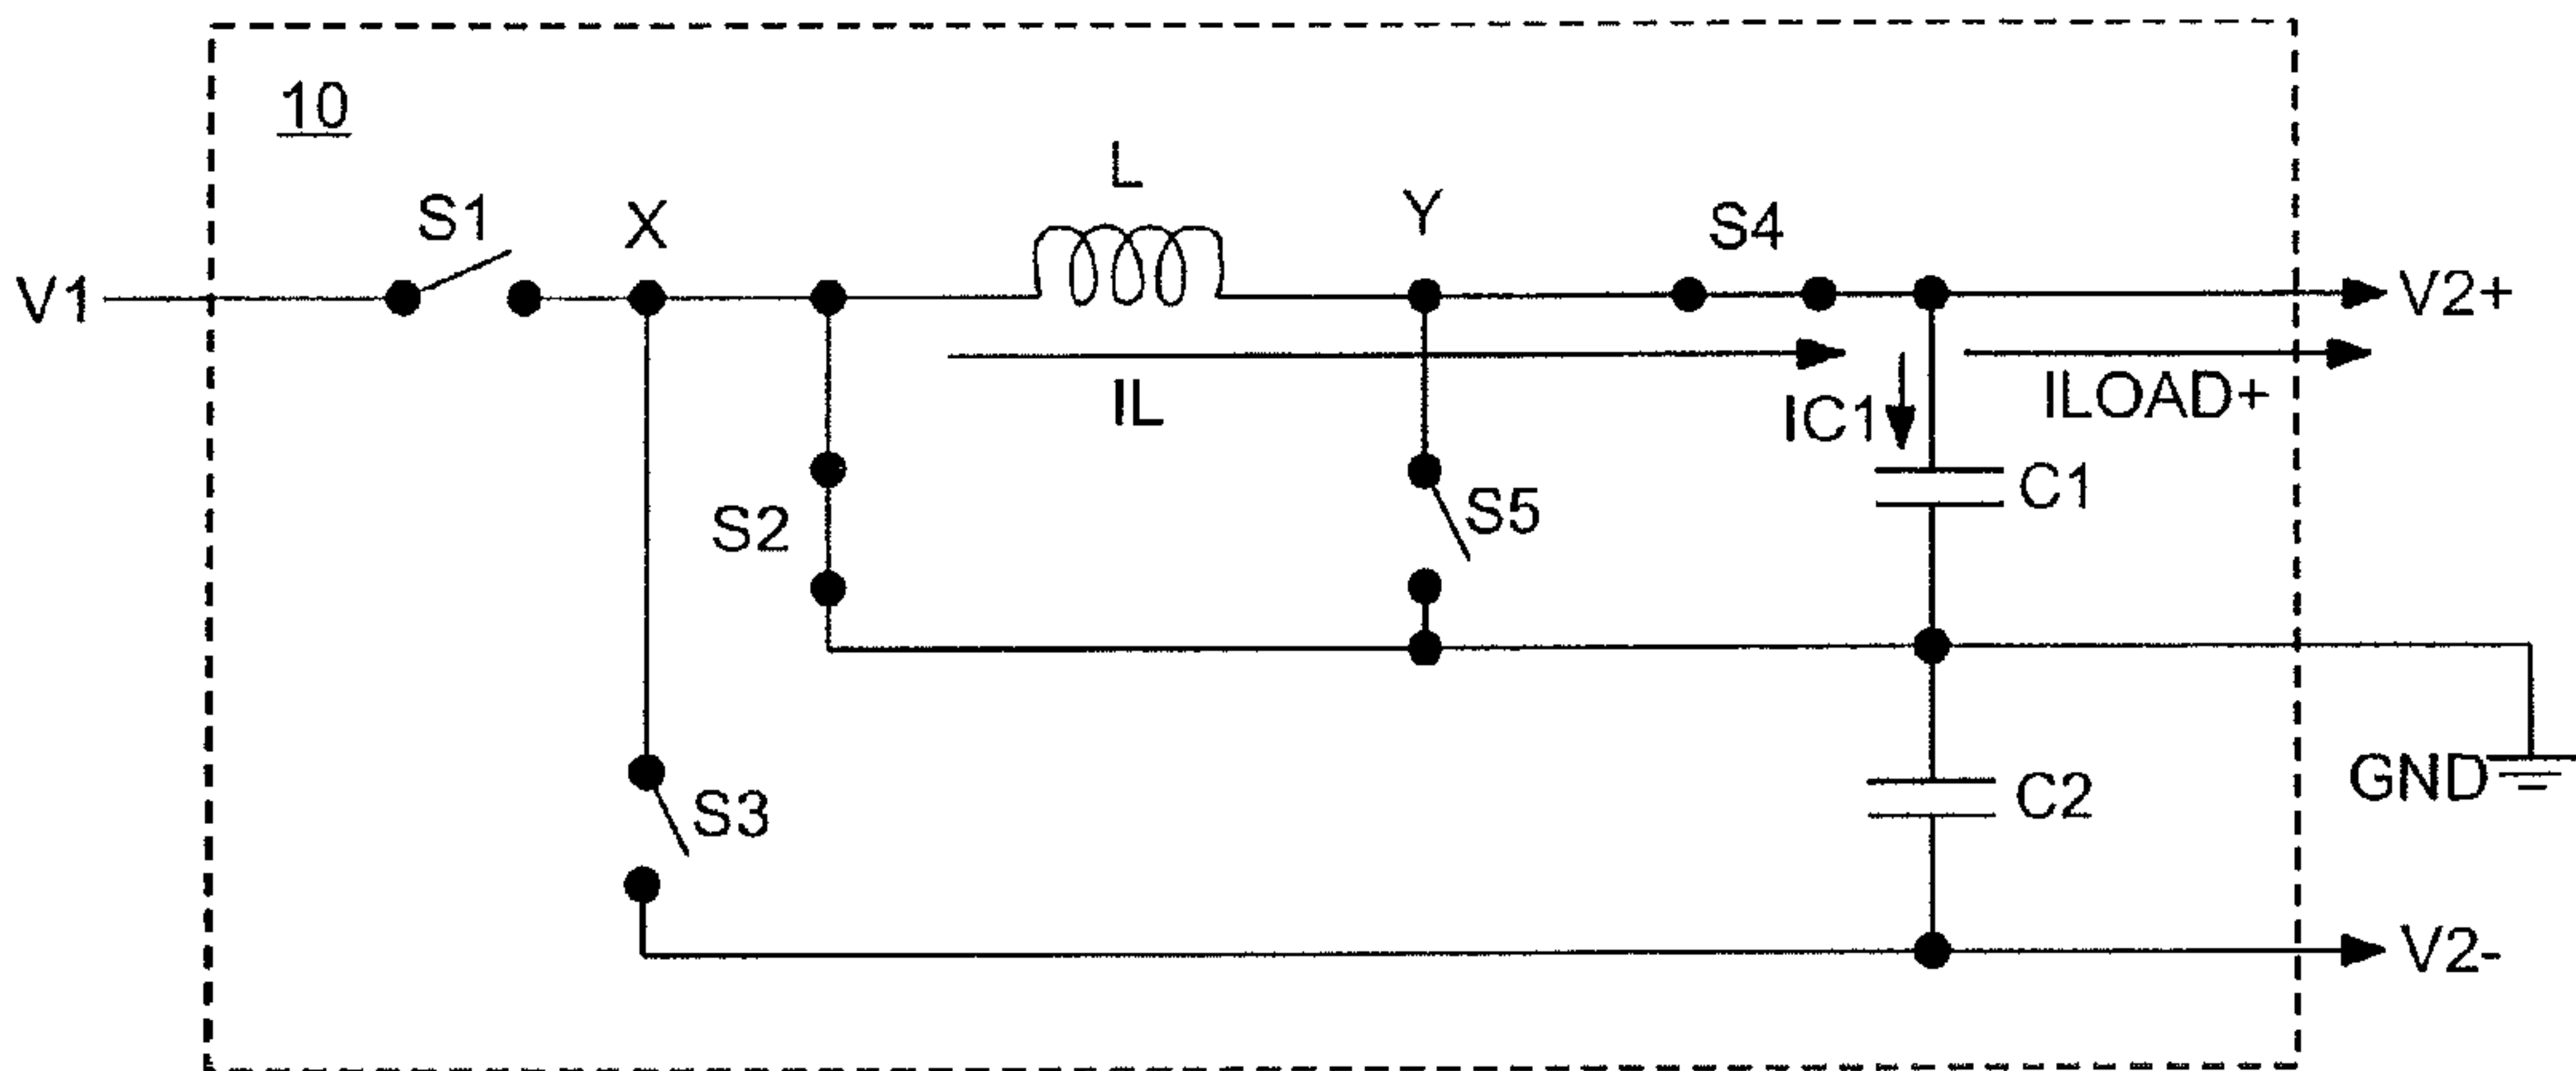 10
L
S1
X
Y
S4
V1
V2+
IL
IC1
ILOAD+
S2
S5
C1
S3
C2
GND
V2-